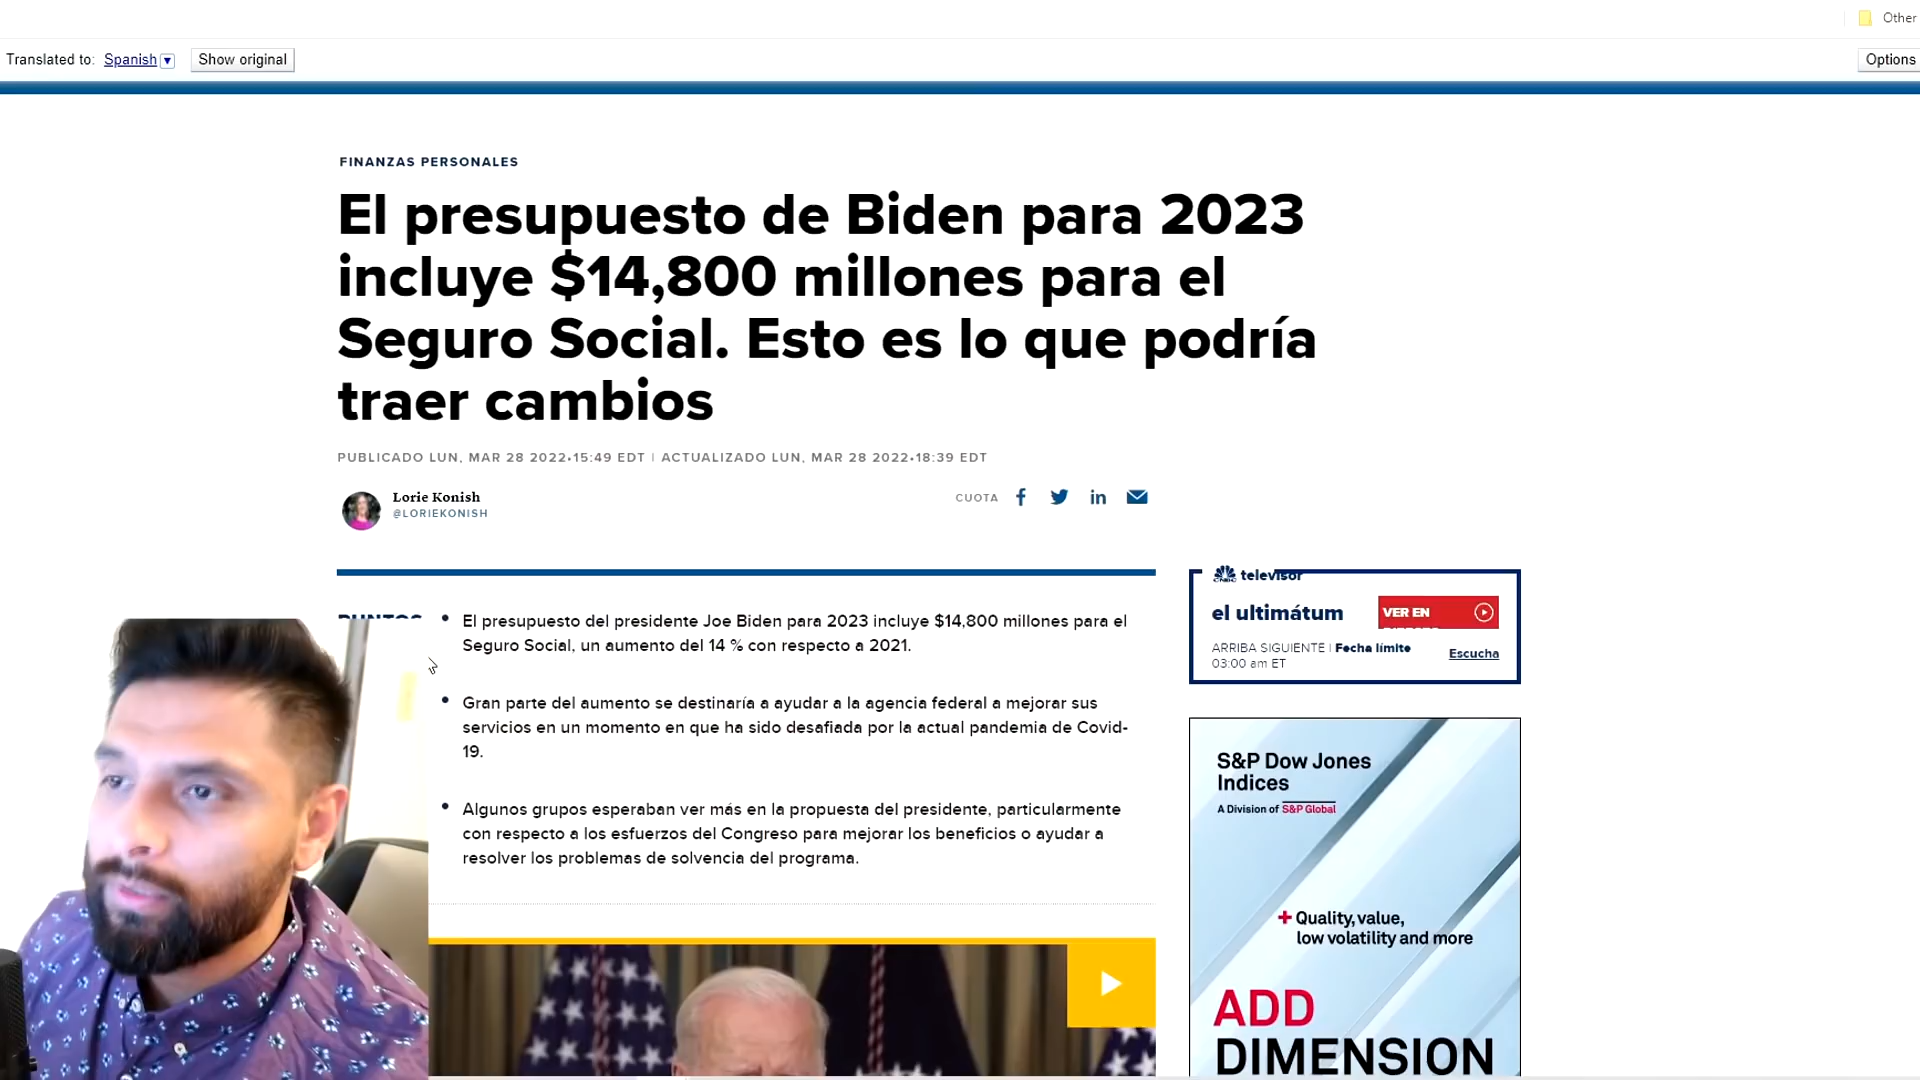 Other
Translated to: Spanish Show original
Options
FINANZAS PERSONALES
El presupuesto de Biden para 2023
incluye $14,800 millones para el
Seguro Social. Esto es lo que podría
traer cambios
PUBLICADO LUN, MAR 28 2022•15:49 EDT | ACTUALIZADO LUN, MAR 28 2022•18:39 EDT
Lorie Konish
@LORIEKONISH
CUOTA
PUNTOS
El presupuesto del presidente Joe Biden para 2023 incluye $14,800 millones para el
Seguro Social, un aumento del 14 % con respecto a 2021.
Gran parte del aumento se destinaría a ayudar a la agencia federal a mejorar sus
servicios en un momento en que ha sido desafiada por la actual pandemia de Covid-
19.
Algunos grupos esperaban ver más en la propuesta del presidente, particularmente
con respecto a los esfuerzos del Congreso para mejorar los beneficios o ayudar a
resolver los problemas de solvencia del programa.
CNBC televisor
el ultimátum
VER EN
ARRIBA SIGUIENTE | Fecha límite
03:00 am ET
Escucha
S&P Dow Jones
Indices
A Division of S&P Global
+ Quality, value,
low volatility and more
ADD
DIMENSION